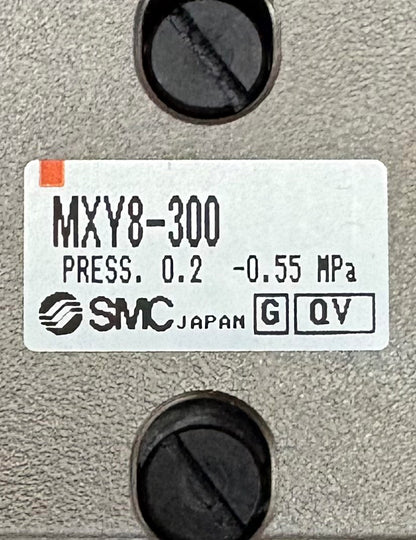 MXY8-300
PRESS. 0.2 -0.55 MPa
SMC JAPAN G QV